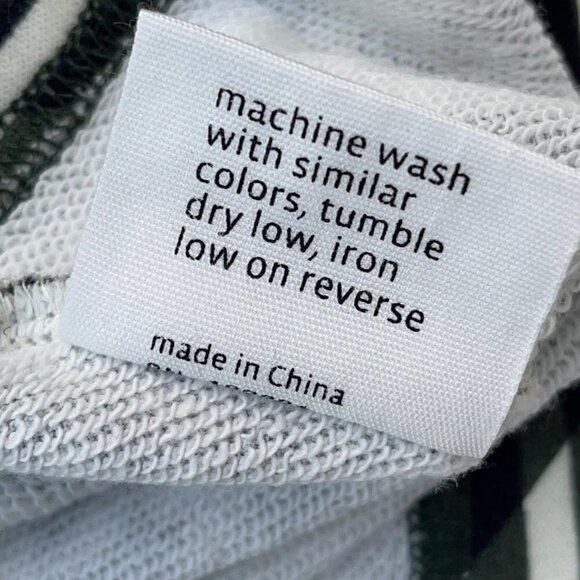 machine wash
with similar
colors, tumble
dry low, iron
low on reverse
made in China